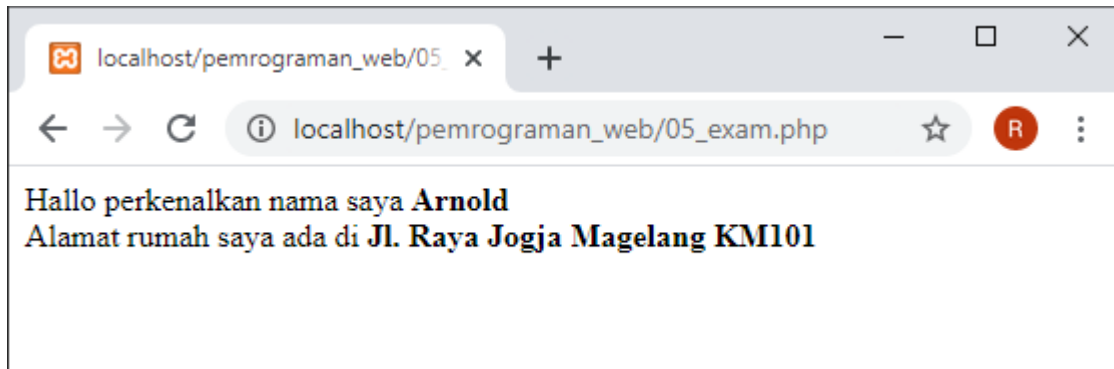 localhost/pemrograman_web/05_
localhost/pemrograman_web/05_exam.php
R
Hallo perkenalkan nama saya Arnold
Alamat rumah saya ada di Jl. Raya Jogja Magelang KM101